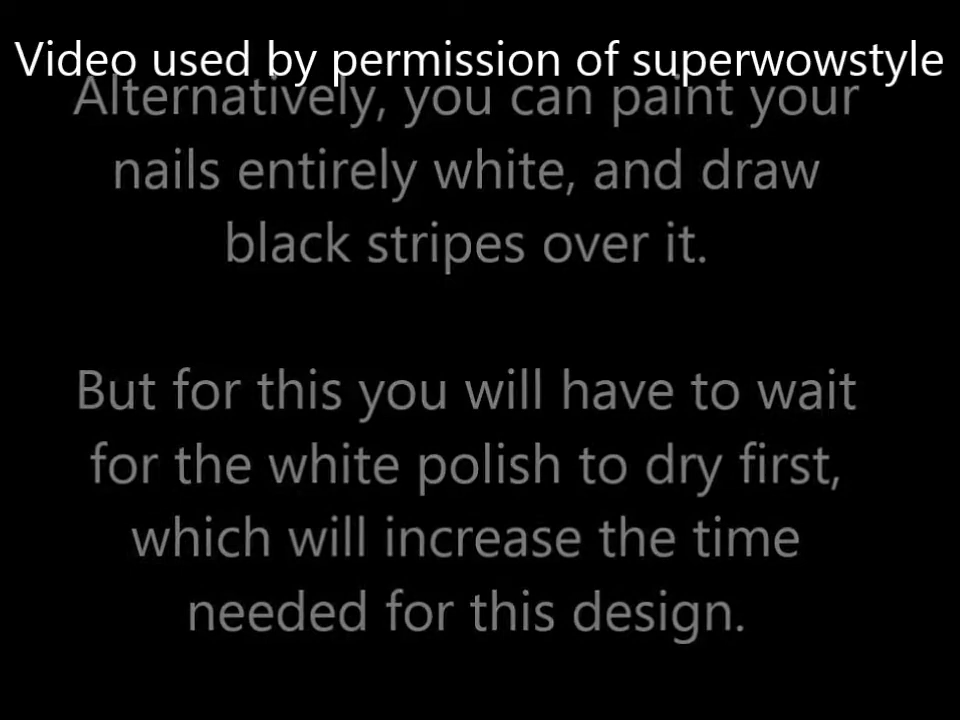 Video used by permission of superwowstyle
Alternatively, you can paint your
nails entirely white, and draw
black stripes over it.
But for this you will have to wait
for the white polish to dry first,
which will increase the time
needed for this design.